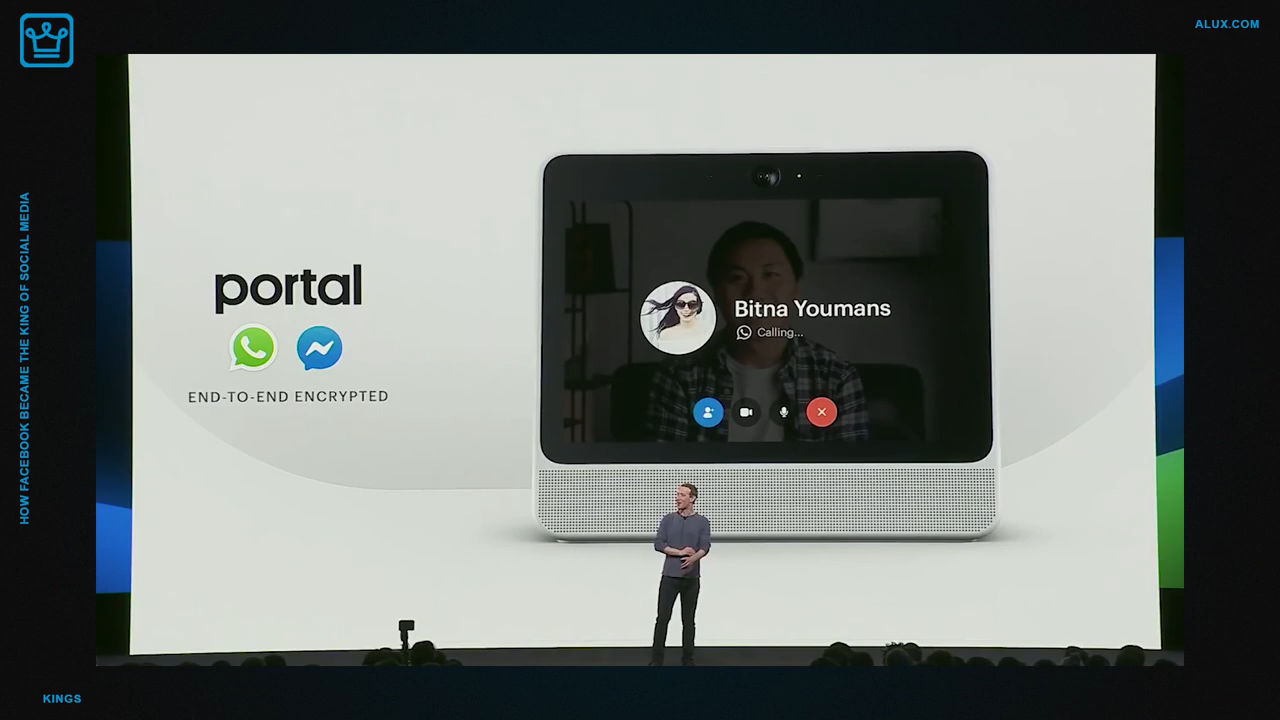 ALUX.COM
HOW FACEBOOK BECAME THE KING OF SOCIAL MEDIA
portal
END-TO-END ENCRYPTED
Bitna Youmans
Calling...
KINGS